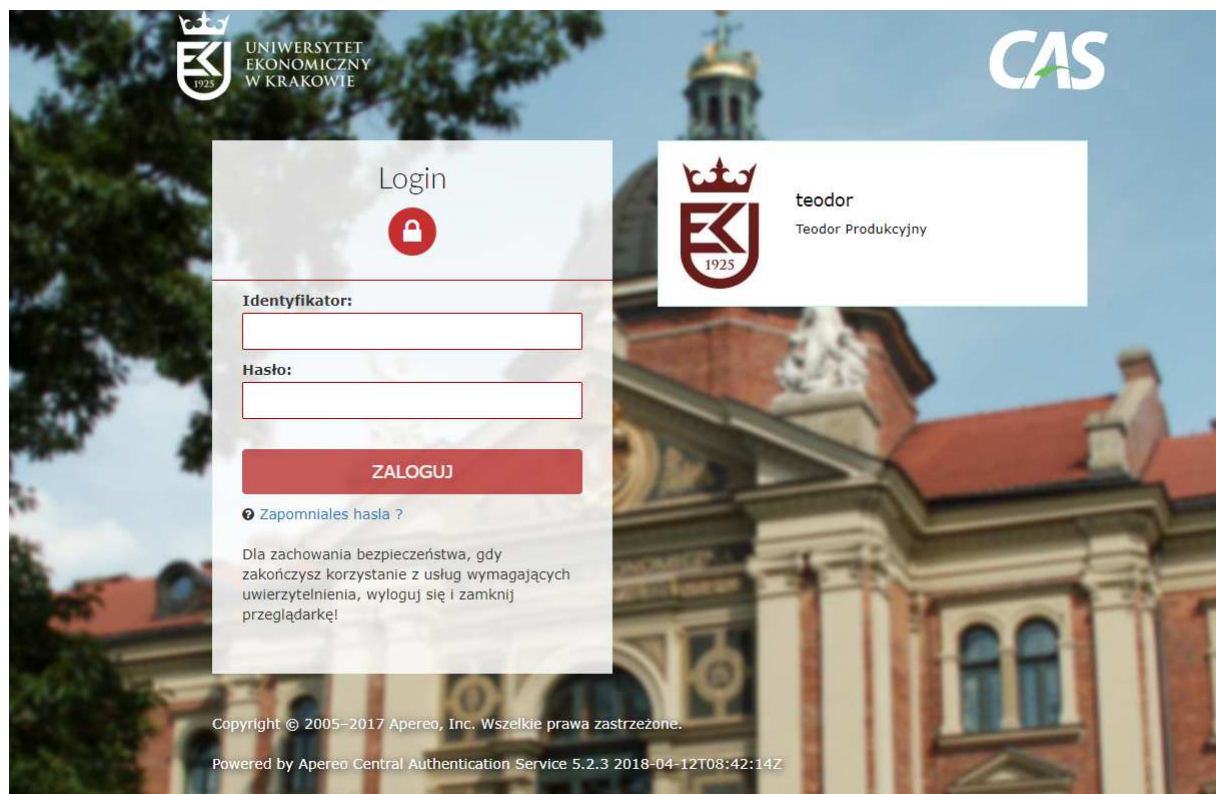 UNIWERSYTET
EKONOMICZNY
W KRAKOWIE
1925
CAS
Login
teodor
Teodor Produkcyjny
1925
Identyfikator:
Hasło:
ZALOGUJ
Zapomniales hasla ?
Dla zachowania bezpieczeństwa, gdy
zakończysz korzystanie z usług wymagających
uwierzytelnienia, wyloguj się i zamknij
przeglądarkę!
Copyright © 2005–2017 Apereo, Inc. Wszelkie prawa zastrzeżone.
Powered by Apereo Central Authentication Service 5.2.3 2018-04-12T08:42:14Z